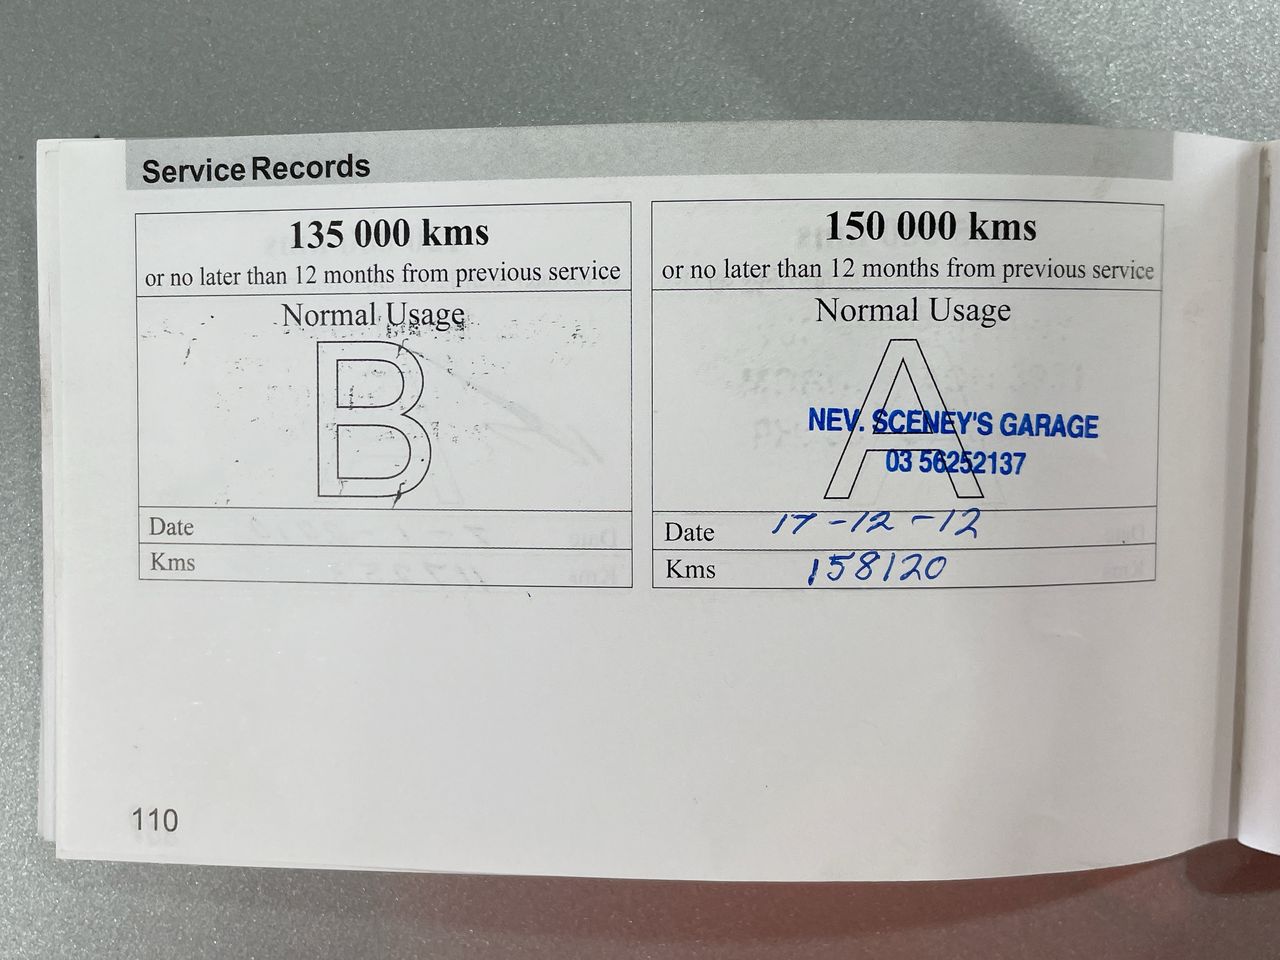 Service Records
135 000 kms
or no later than 12 months from previous service
Normal Usage
B
Date
Kms
150 000 kms
or no later than 12 months from previous service
Normal Usage
A
NEV. SCENEY'S GARAGE
03 56252137
Date 17-12-12
Kms 158120
110